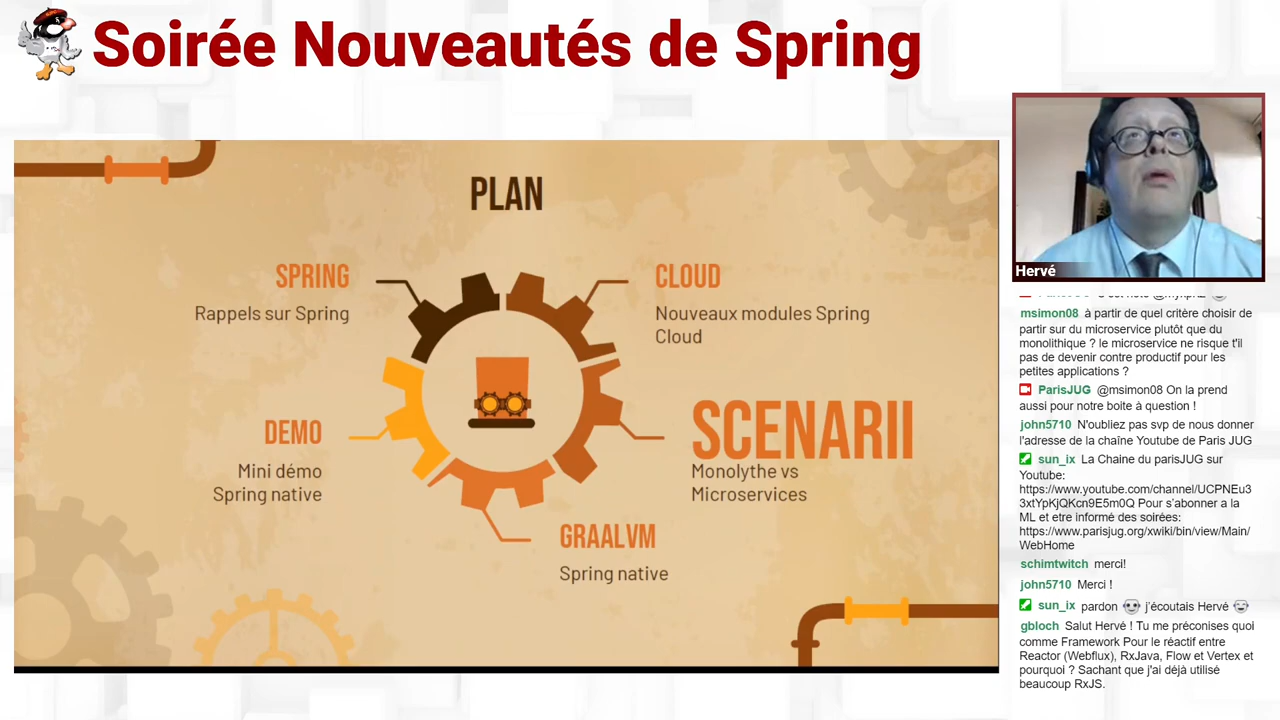 Soirée Nouveautés de Spring
PLAN
SPRING
Rappels sur Spring
CLOUD
Nouveaux modules Spring
Cloud
DEMO
Mini démo
Spring native
SCENARII
Monolythe vs
Microservices
GRAALVM
Spring native
Hervé
msimon08 à partir de quel critère choisir de
partir sur du microservice plutôt que du
monolithique ? le microservice ne risque t'il
pas de devenir contre productif pour les
petites applications ?
ParisJUG @msimon08 On la prend
aussi pour notre boite à question !
john5710 N'oubliez pas svp de nous donner
l'adresse de la chaîne Youtube de Paris JUG
sun_ix La Chaine du parisJUG sur
Youtube:
https://www.youtube.com/channel/UCPNEu3
3xtYpKjQKcn9E5m0Q Pour s'abonner a la
ML et etre informé des soirées:
https://www.parisjug.org/xwiki/bin/view/Main/
WebHome
schimtwitch merci!
john5710 Merci !
sun_ix pardon j'écoutais Hervé
gbloch Salut Hervé ! Tu me préconises quoi
comme Framework Pour le réactif entre
Reactor (Webflux), RxJava, Flow et Vertex et
pourquoi ? Sachant que j'ai déjà utilisé
beaucoup RxJS.